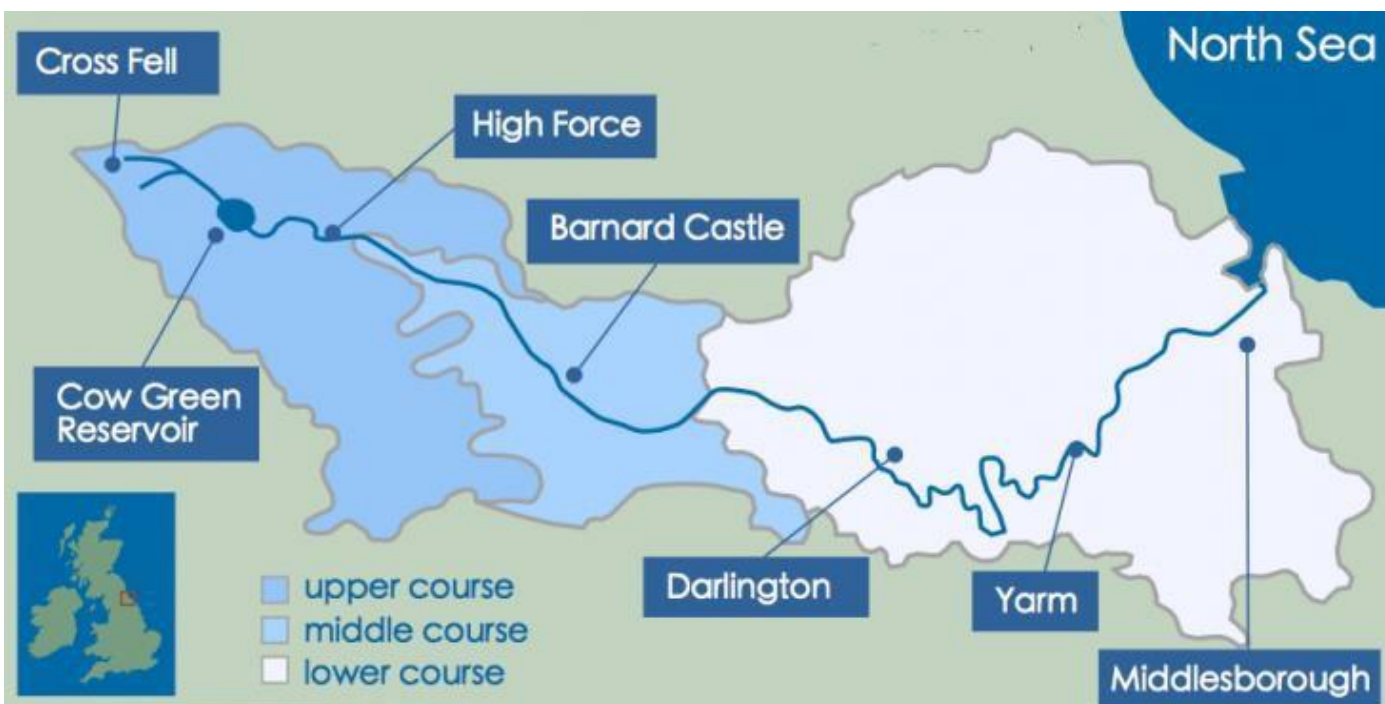 North Sea
Cross Fell
High Force
Barnard Castle
Cow Green
Reservoir
Darlington
Yarm
Middlesborough
upper course
middle course
lower course